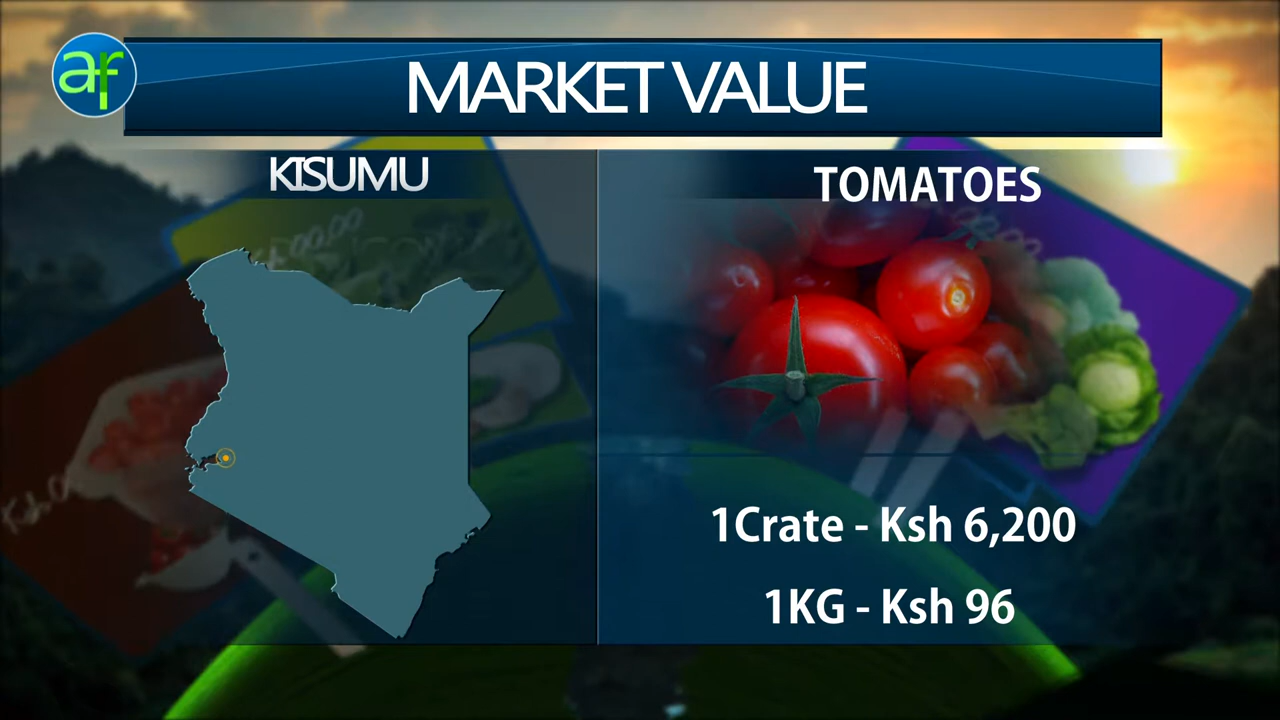 af
MARKET VALUE
KISUMU
TOMATOES
1Crate - Ksh 6,200
1KG - Ksh 96